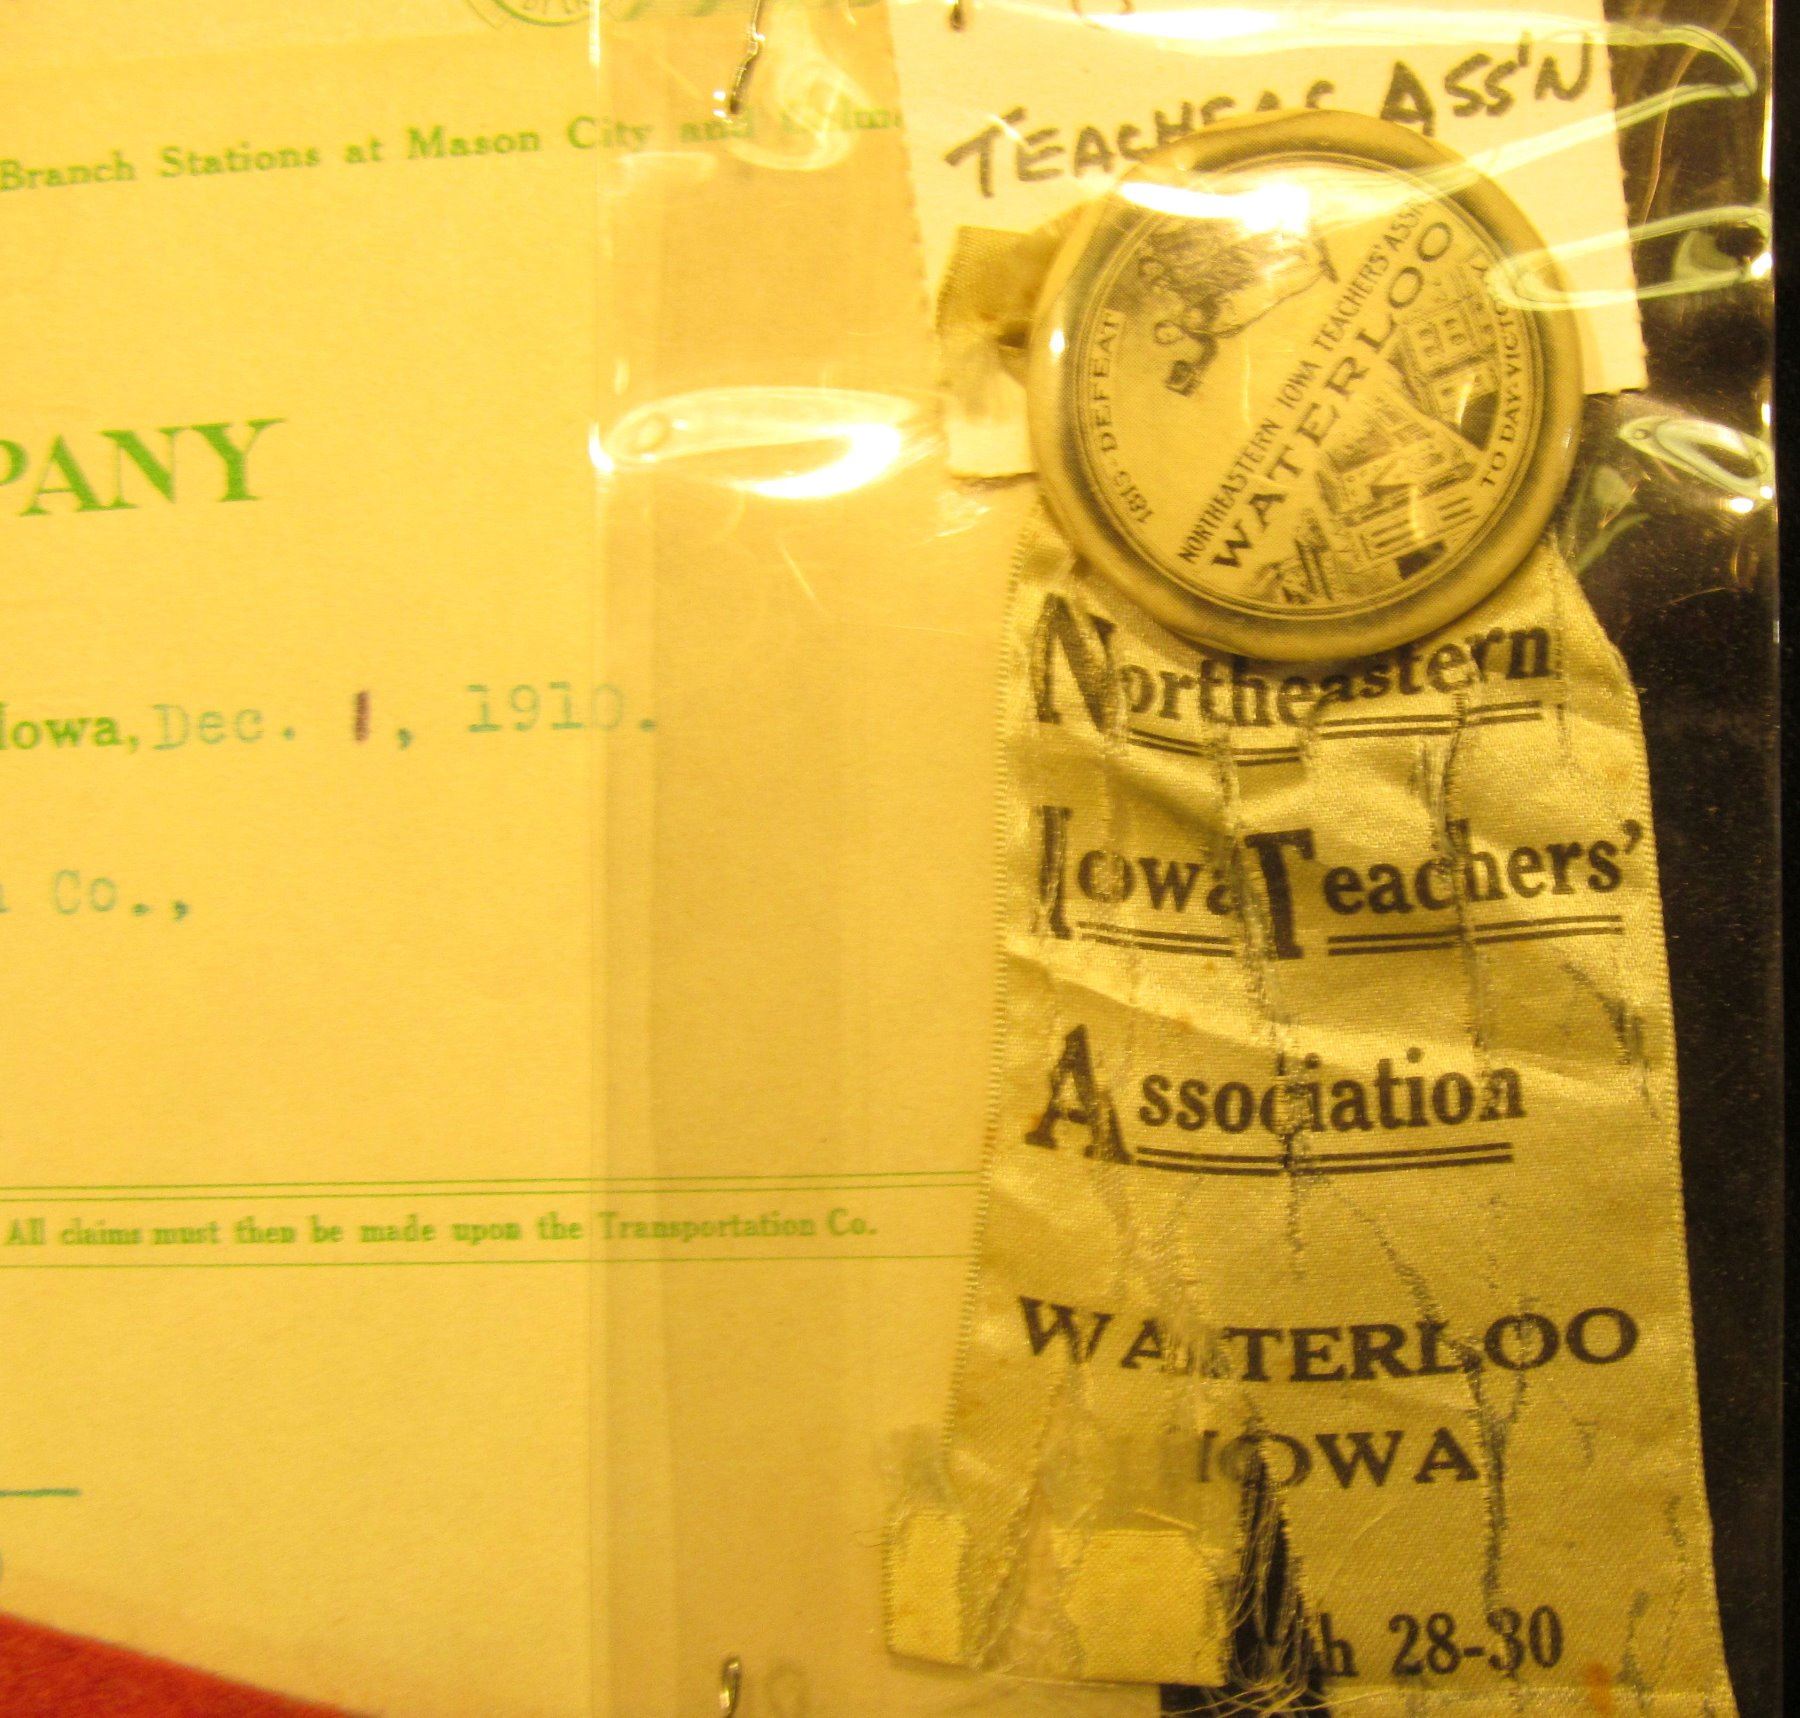 Branch Stations at Mason City and
PANY
Iowa, Dec. 1, 1910.
Co.,
All claims must then be made upon the Transportation Co.
TEACHERS ASS'N
1815 - DEFEAT
NORTHEASTERN IOWA TEACHERS' ASSN
WATERLOO
TO DAY-VICTORY
Northeastern
Iowa Teachers'
Association
WATERLOO
IOWA
28-30